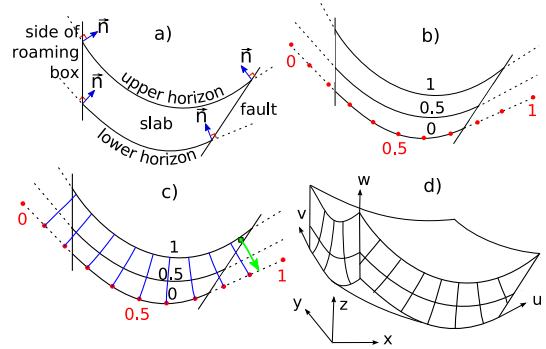 side of
roaming
box
n⃗
a)
n⃗
upper horizon
n⃗
slab
fault
n⃗
lower horizon
b)
0
1
0.5
0
1
0.5
c)
0
1
0.5
0
1
0.5
d)
w
v
u
y
z
x